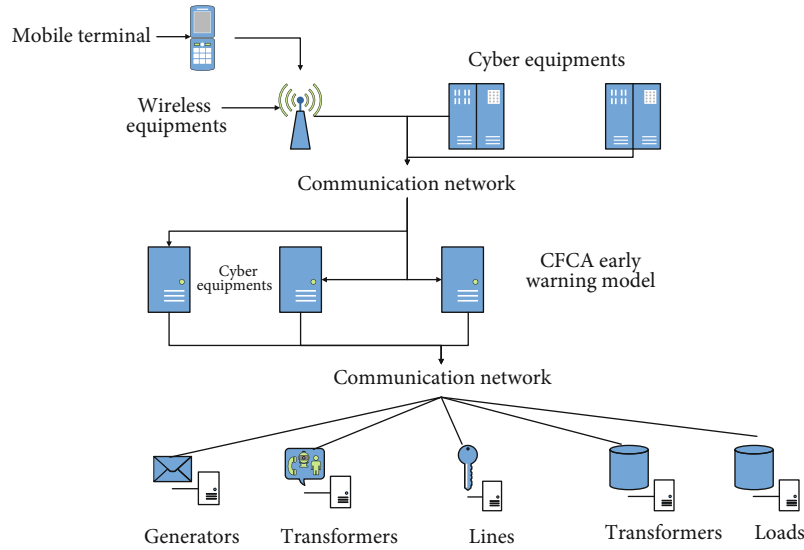 Mobile terminal
Cyber equipments
Wireless
equipments
Communication network
Cyber
equipments
CFCA early
warning model
Communication network
Generators
Transformers
Lines
Transformers
Loads